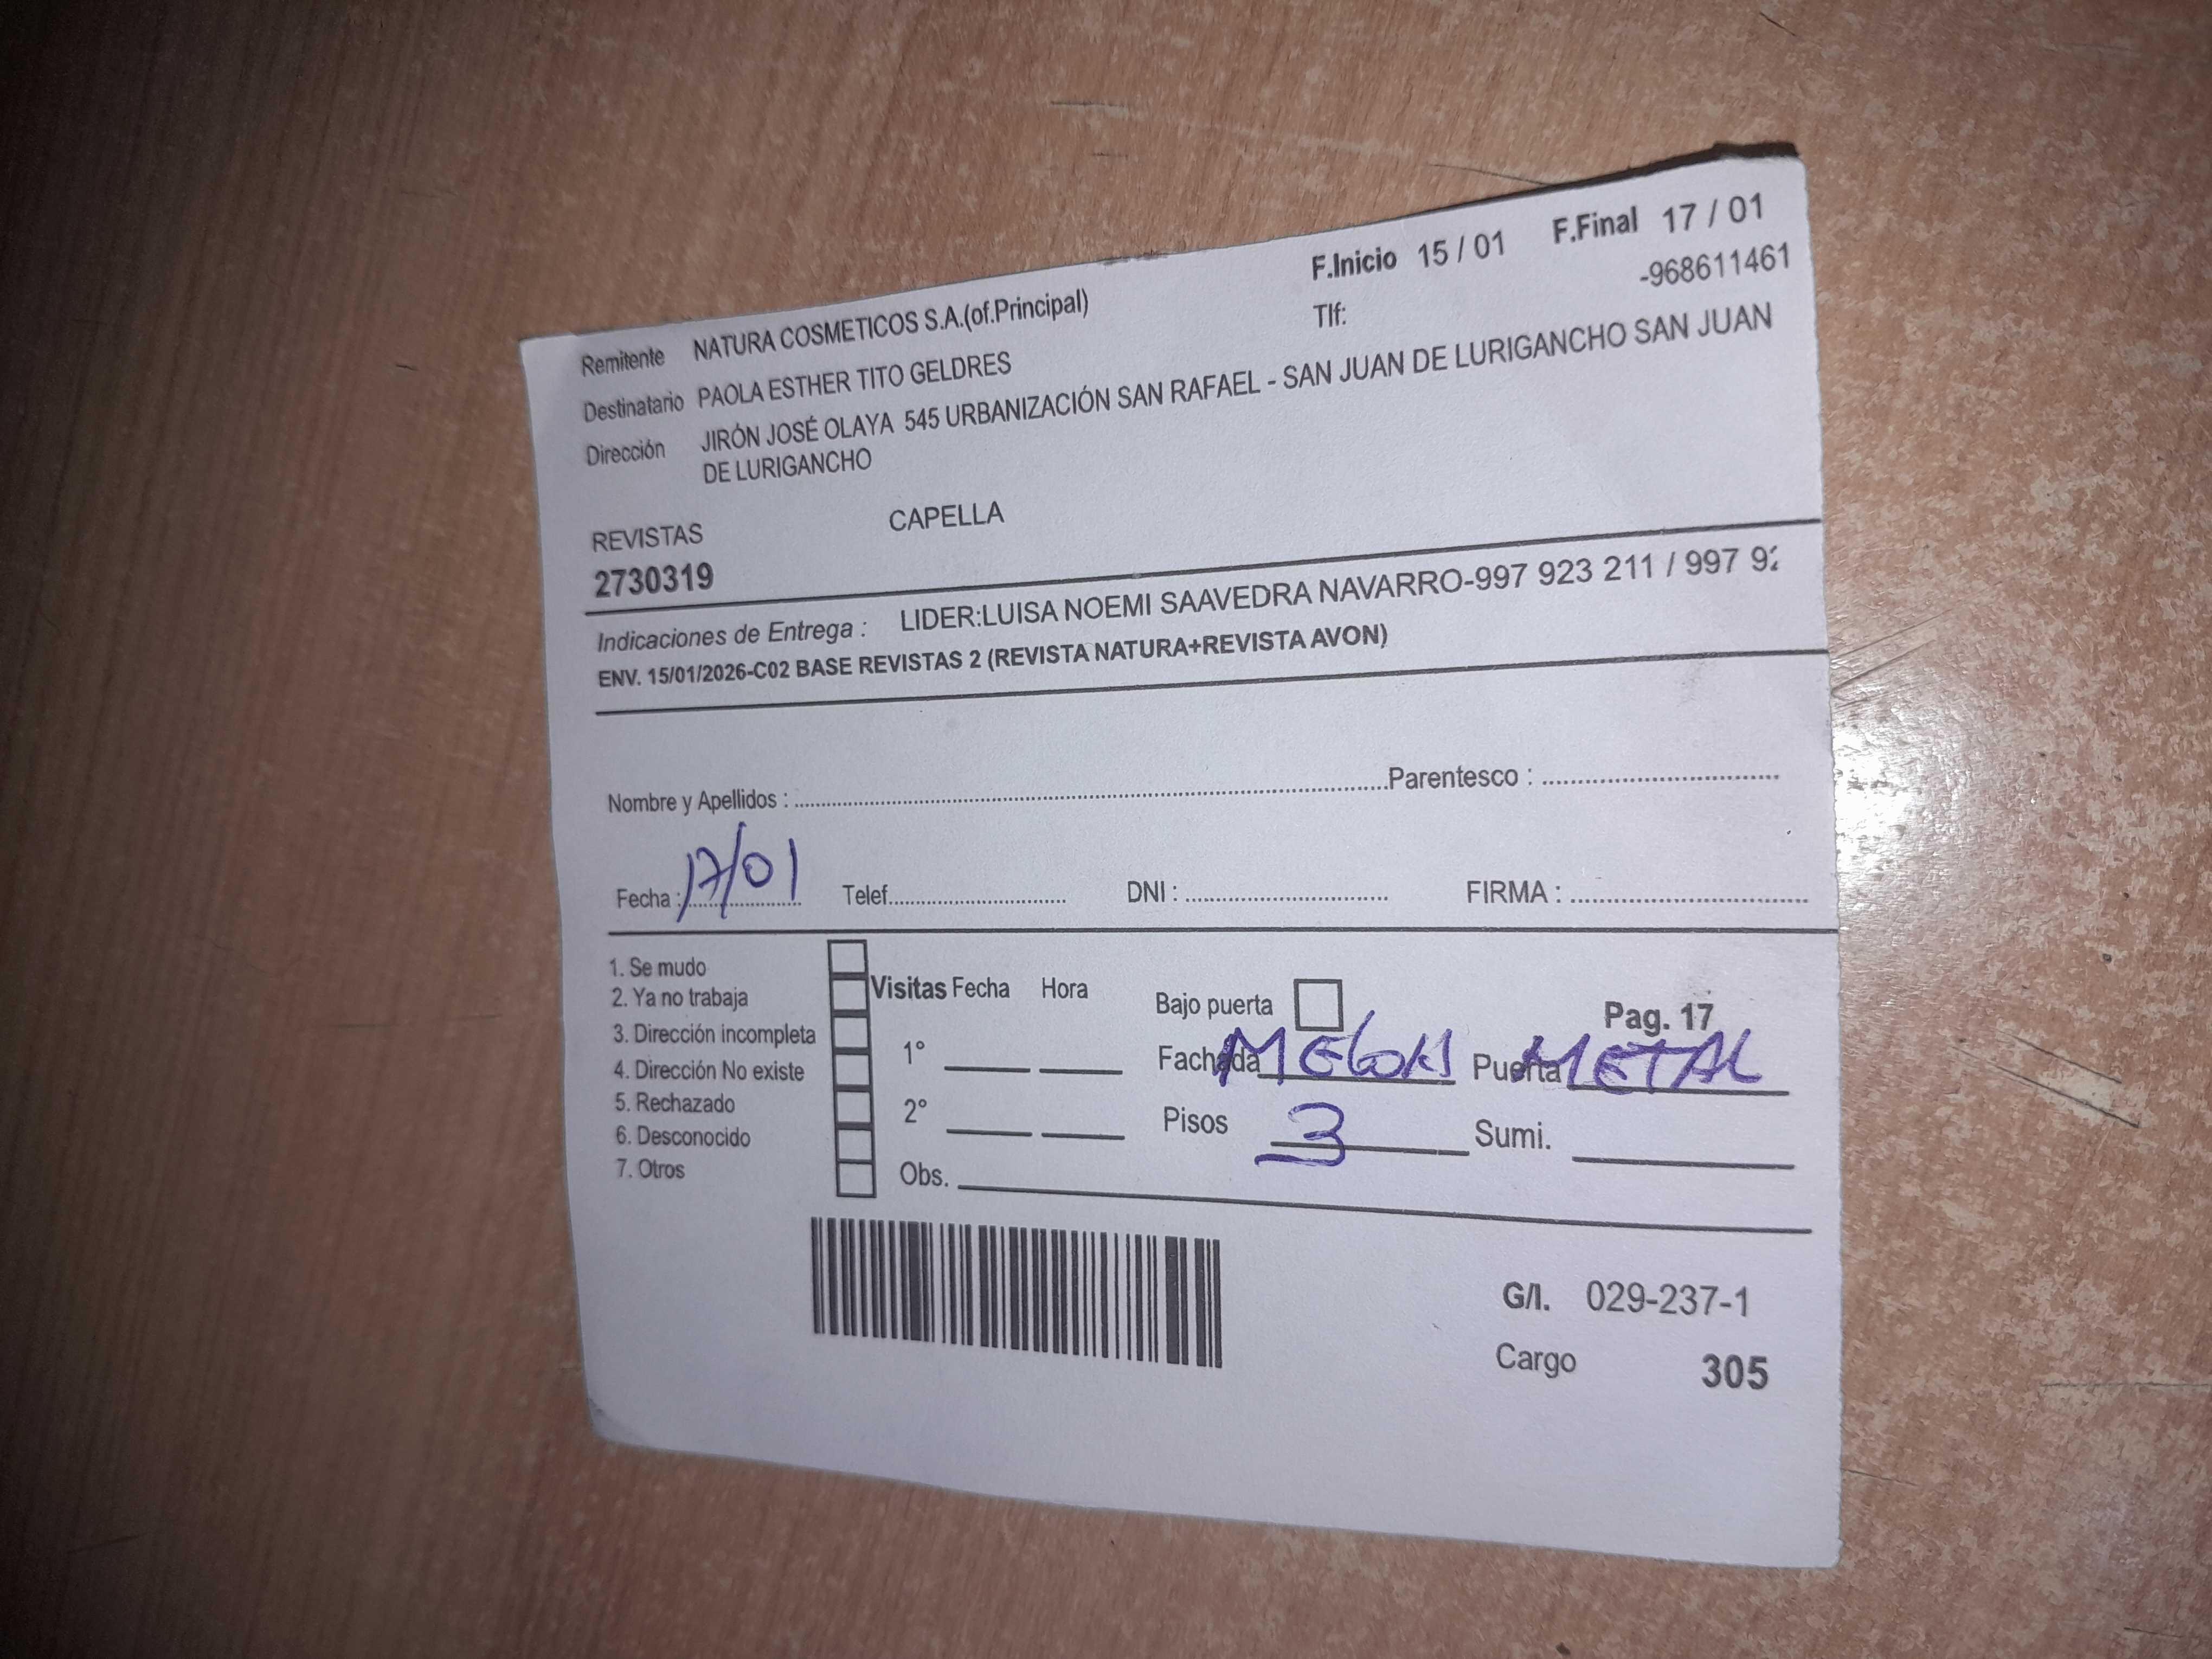 F.Inicio 15 / 01 F.Final 17 / 01
Remitente NATURA COSMETICOS S.A.(of.Principal) Tlf: -968611461
Destinatario PAOLA ESTHER TITO GELDRES
Dirección JIRÓN JOSÉ OLAYA 545 URBANIZACIÓN SAN RAFAEL - SAN JUAN DE LURIGANCHO SAN JUAN
DE LURIGANCHO
REVISTAS CAPELLA
2730319
Indicaciones de Entrega : LIDER:LUISA NOEMI SAAVEDRA NAVARRO-997 923 211 / 997 9
ENV. 15/01/2026-C02 BASE REVISTAS 2 (REVISTA NATURA+REVISTA AVON)
Nombre y Apellidos : Parentesco :
Fecha : 17/01 Telef. DNI : FIRMA :
1. Se mudo
2. Ya no trabaja
3. Dirección incompleta
4. Dirección No existe
5. Rechazado
6. Desconocido
7. Otros
Visitas Fecha Hora
1°
2°
Obs.
Bajo puerta Pag. 17
Fachada Puerta METAL
Pisos 3 Sumi.
G/I. 029-237-1
Cargo 305